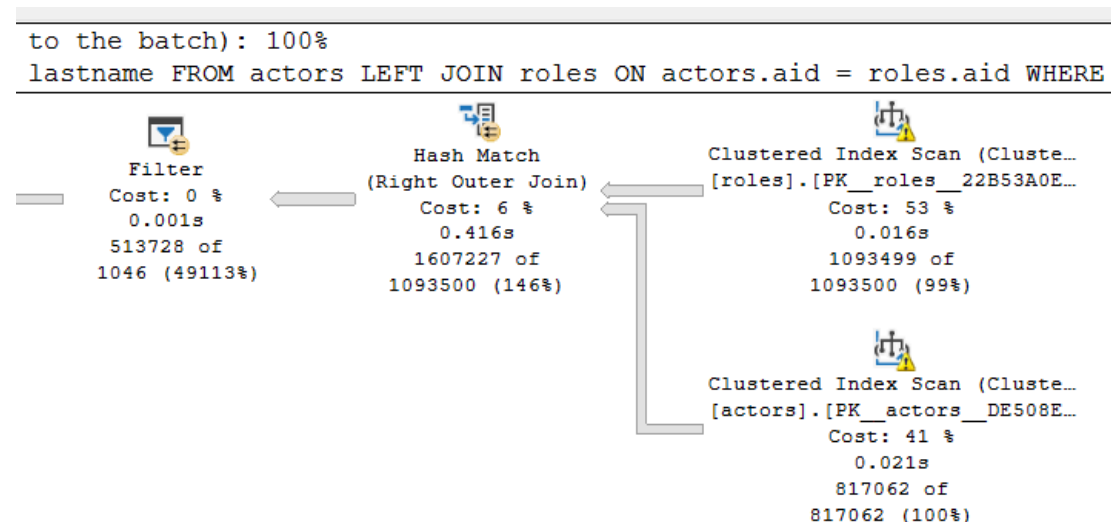 to the batch): 100%
lastname FROM actors LEFT JOIN roles ON actors.aid = roles.aid WHERE
Filter
Cost: 0 %
0.001s
513728 of
1046 (49113%)
Hash Match
(Right Outer Join)
Cost: 6 %
0.416s
1607227 of
1093500 (146%)
Clustered Index Scan (Cluste…
[roles].[PK__roles__22B53A0E…
Cost: 53 %
0.016s
1093499 of
1093500 (99%)
Clustered Index Scan (Cluste…
[actors].[PK__actors__DE508E…
Cost: 41 %
0.021s
817062 of
817062 (100%)